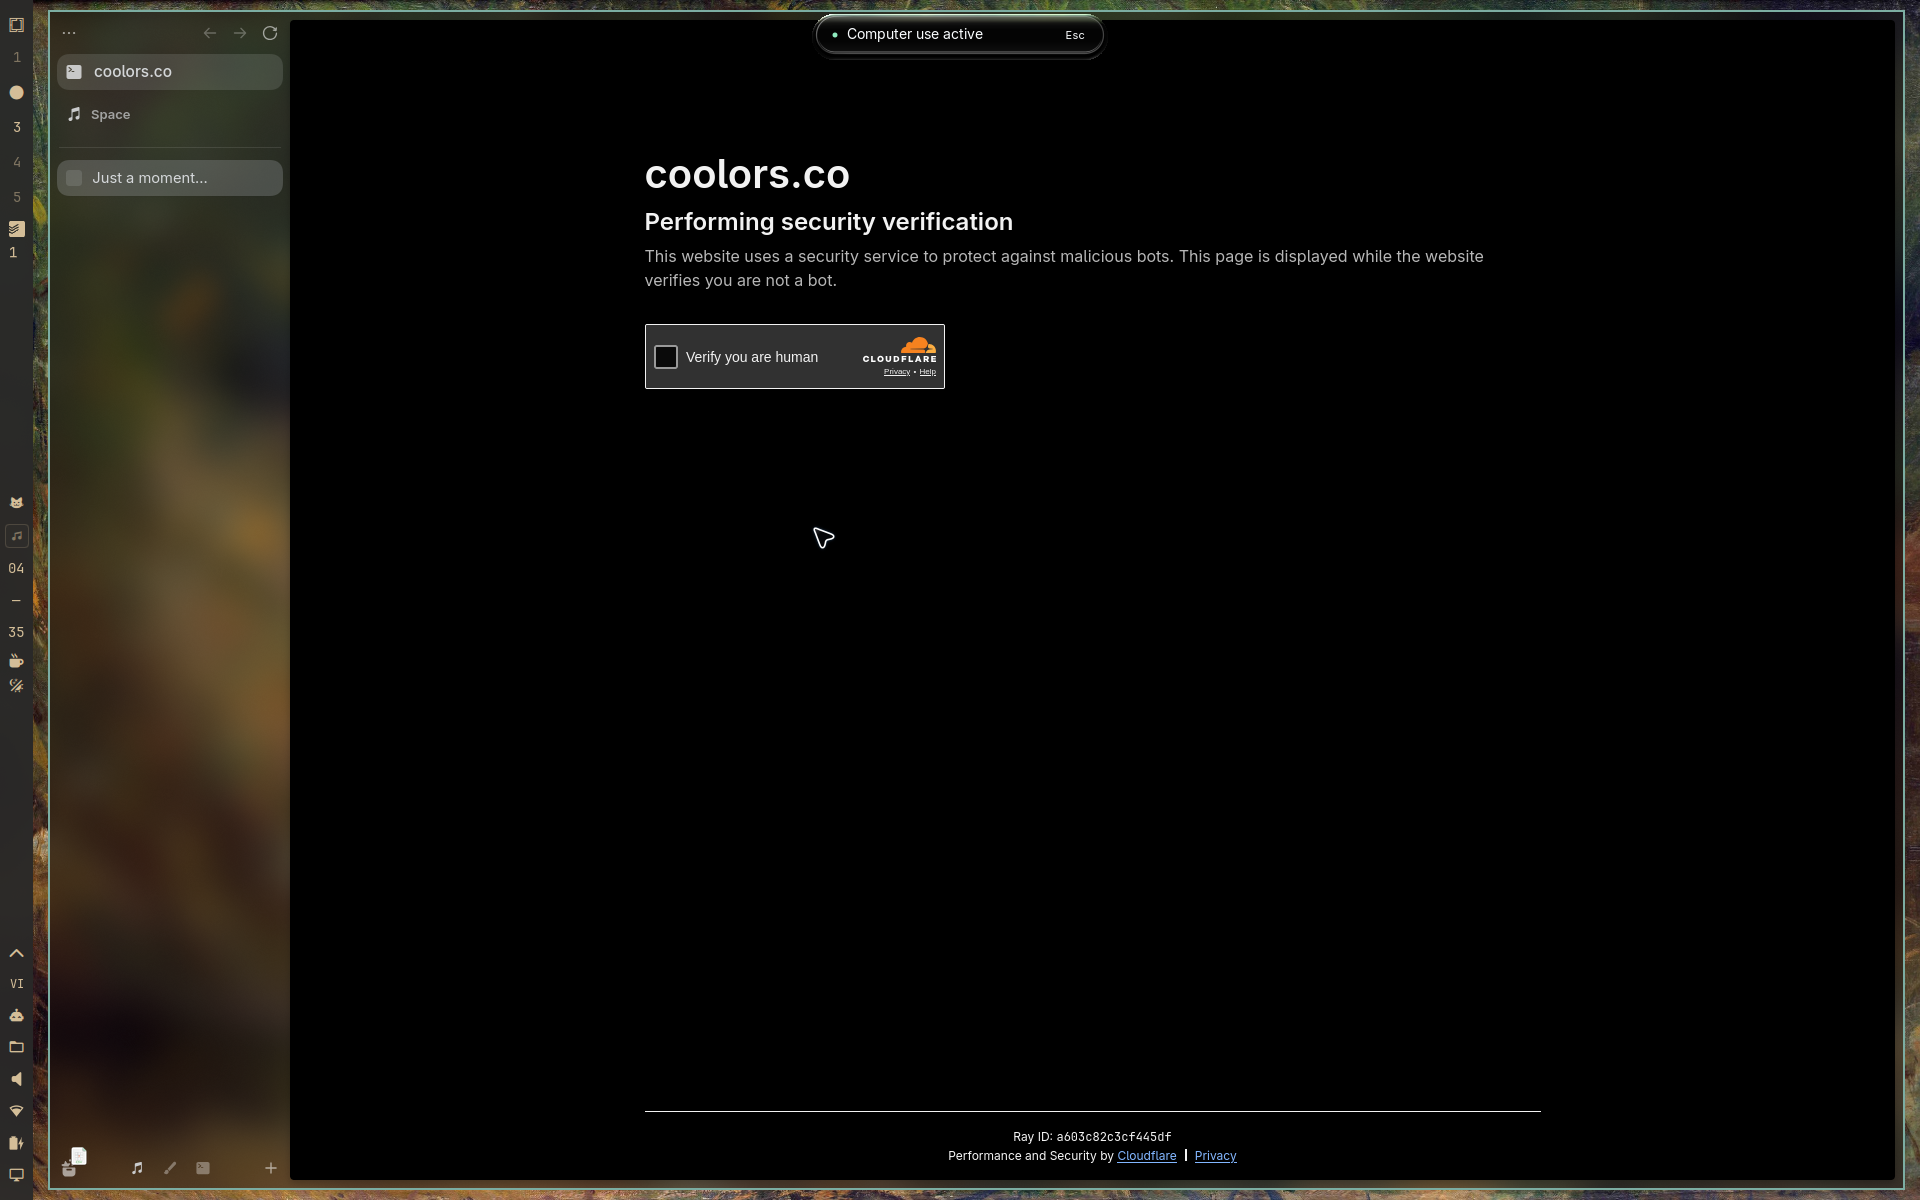 1
3
4
5
1
04
—
35
VI
coolors.co
Space
Just a moment...
Computer use active Esc
coolors.co
Performing security verification
This website uses a security service to protect against malicious bots. This page is displayed while the website
verifies you are not a bot.
Verify you are human
CLOUDFLARE
Privacy • Help
Ray ID: a603c82c3cf445df
Performance and Security by Cloudflare | Privacy